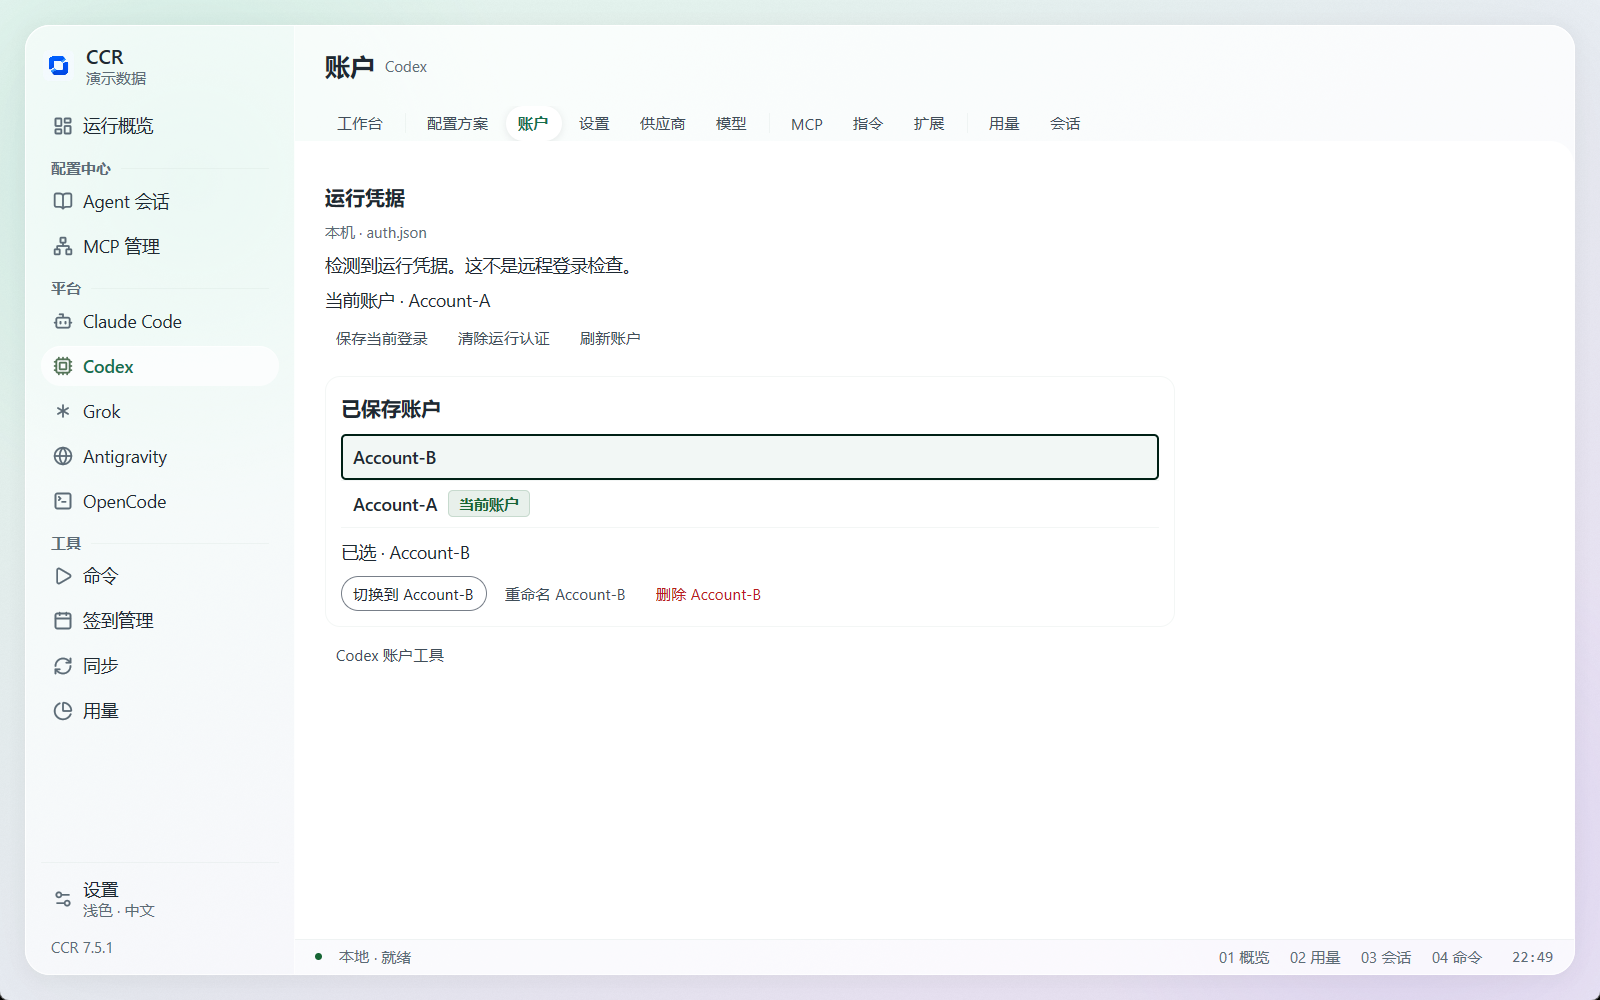 CCR
演示数据
运行概览
配置中心
Agent 会话
MCP 管理
平台
Claude Code
Codex
Grok
Antigravity
OpenCode
工具
命令
签到管理
同步
用量
设置
浅色 · 中文
CCR 7.5.1
账户 Codex
工作台 配置方案 账户 设置 供应商 模型 MCP 指令 扩展 用量 会话
运行凭据
本机 · auth.json
检测到运行凭据。这不是远程登录检查。
当前账户 · Account-A
保存当前登录 清除运行认证 刷新账户
已保存账户
Account-B
Account-A 当前账户
已选 · Account-B
切换到 Account-B 重命名 Account-B 删除 Account-B
Codex 账户工具
本地 · 就绪 01 概览 02 用量 03 会话 04 命令 22:49